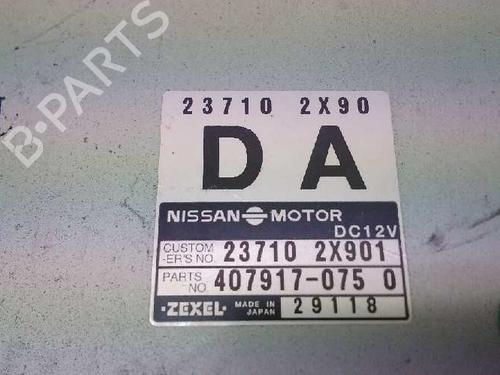 B-PARTS
23710 2X90
D A
NISSAN MOTOR
DC12V
CUSTOM
-ER'S NO. 23710 2X901
PARTS
NO. 407917-075 0
ZEXEL MADE IN
JAPAN 29118